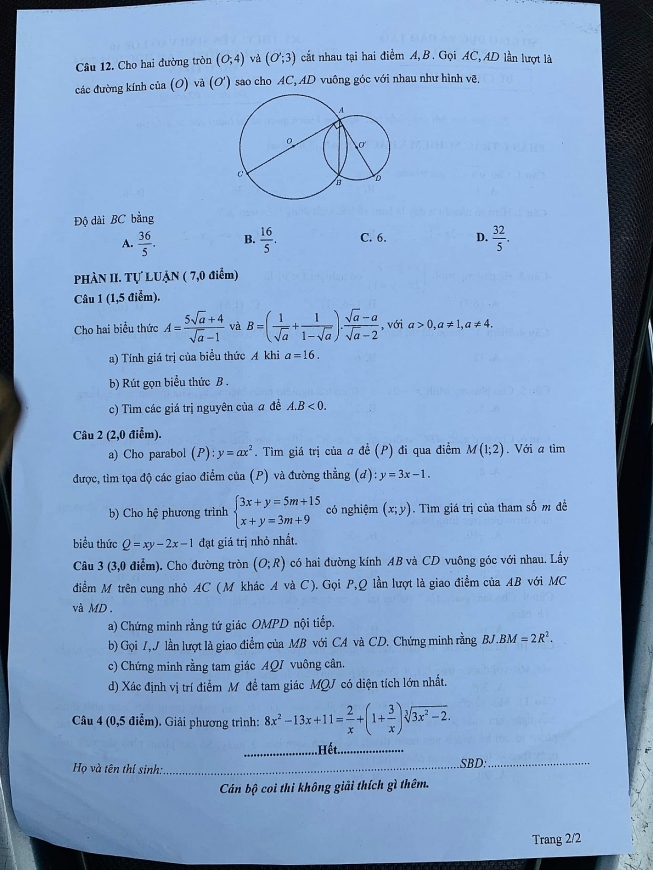 Câu 12. Cho hai đường tròn (O;4) và (O';3) cắt nhau tại hai điểm A, B. Gọi AC, AD lần lượt là
các đường kính của (O) và (O') sao cho AC, AD vuông góc với nhau như hình vẽ.
A
O
O'
C
B
D
Độ dài BC bằng
A. 36/5. B. 16/5. C. 6. D. 32/5.
PHẦN II. TỰ LUẬN ( 7,0 điểm)
Câu 1 (1,5 điểm).
Cho hai biểu thức A = (5√a + 4)/(√a − 1) và B = (1/√a + 1/(1−√a)) . (√a − a)/(√a − 2), với a > 0, a ≠ 1, a ≠ 4.
a) Tính giá trị của biểu thức A khi a = 16.
b) Rút gọn biểu thức B.
c) Tìm các giá trị nguyên của a để A.B < 0.
Câu 2 (2,0 điểm).
a) Cho parabol (P): y = ax². Tìm giá trị của a để (P) đi qua điểm M(1;2). Với a tìm
được, tìm tọa độ các giao điểm của (P) và đường thẳng (d): y = 3x − 1.
b) Cho hệ phương trình {3x + y = 5m + 15; x + y = 3m + 9 có nghiệm (x; y). Tìm giá trị của tham số m để
biểu thức Q = xy − 2x − 1 đạt giá trị nhỏ nhất.
Câu 3 (3,0 điểm). Cho đường tròn (O; R) có hai đường kính AB và CD vuông góc với nhau. Lấy
điểm M trên cung nhỏ AC (M khác A và C). Gọi P,Q lần lượt là giao điểm của AB với MC
và MD.
a) Chứng minh rằng tứ giác OMPD nội tiếp.
b) Gọi I, J lần lượt là giao điểm của MB với CA và CD. Chứng minh rằng BJ.BM = 2R².
c) Chứng minh rằng tam giác AQI vuông cân.
d) Xác định vị trí điểm M để tam giác MQJ có diện tích lớn nhất.
Câu 4 (0,5 điểm). Giải phương trình: 8x² − 13x + 11 = 2/x + (1 + 3/x) ∛(3x² − 2).
......................Hết....................
Họ và tên thí sinh:..............................SBD:..............................
Cán bộ coi thi không giải thích gì thêm.
Trang 2/2